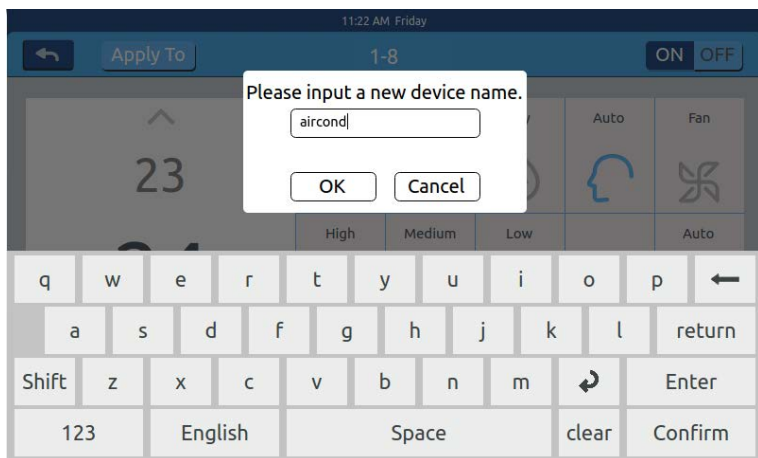 11:22 AM Friday
Apply To
1-8
ON OFF
Please input a new device name.
aircond
Auto
Fan
23
OK
Cancel
High
Medium
Low
Auto
q w e r t y u i o p
a s d f g h j k l return
Shift z x c v b n m Enter
123 English Space clear Confirm